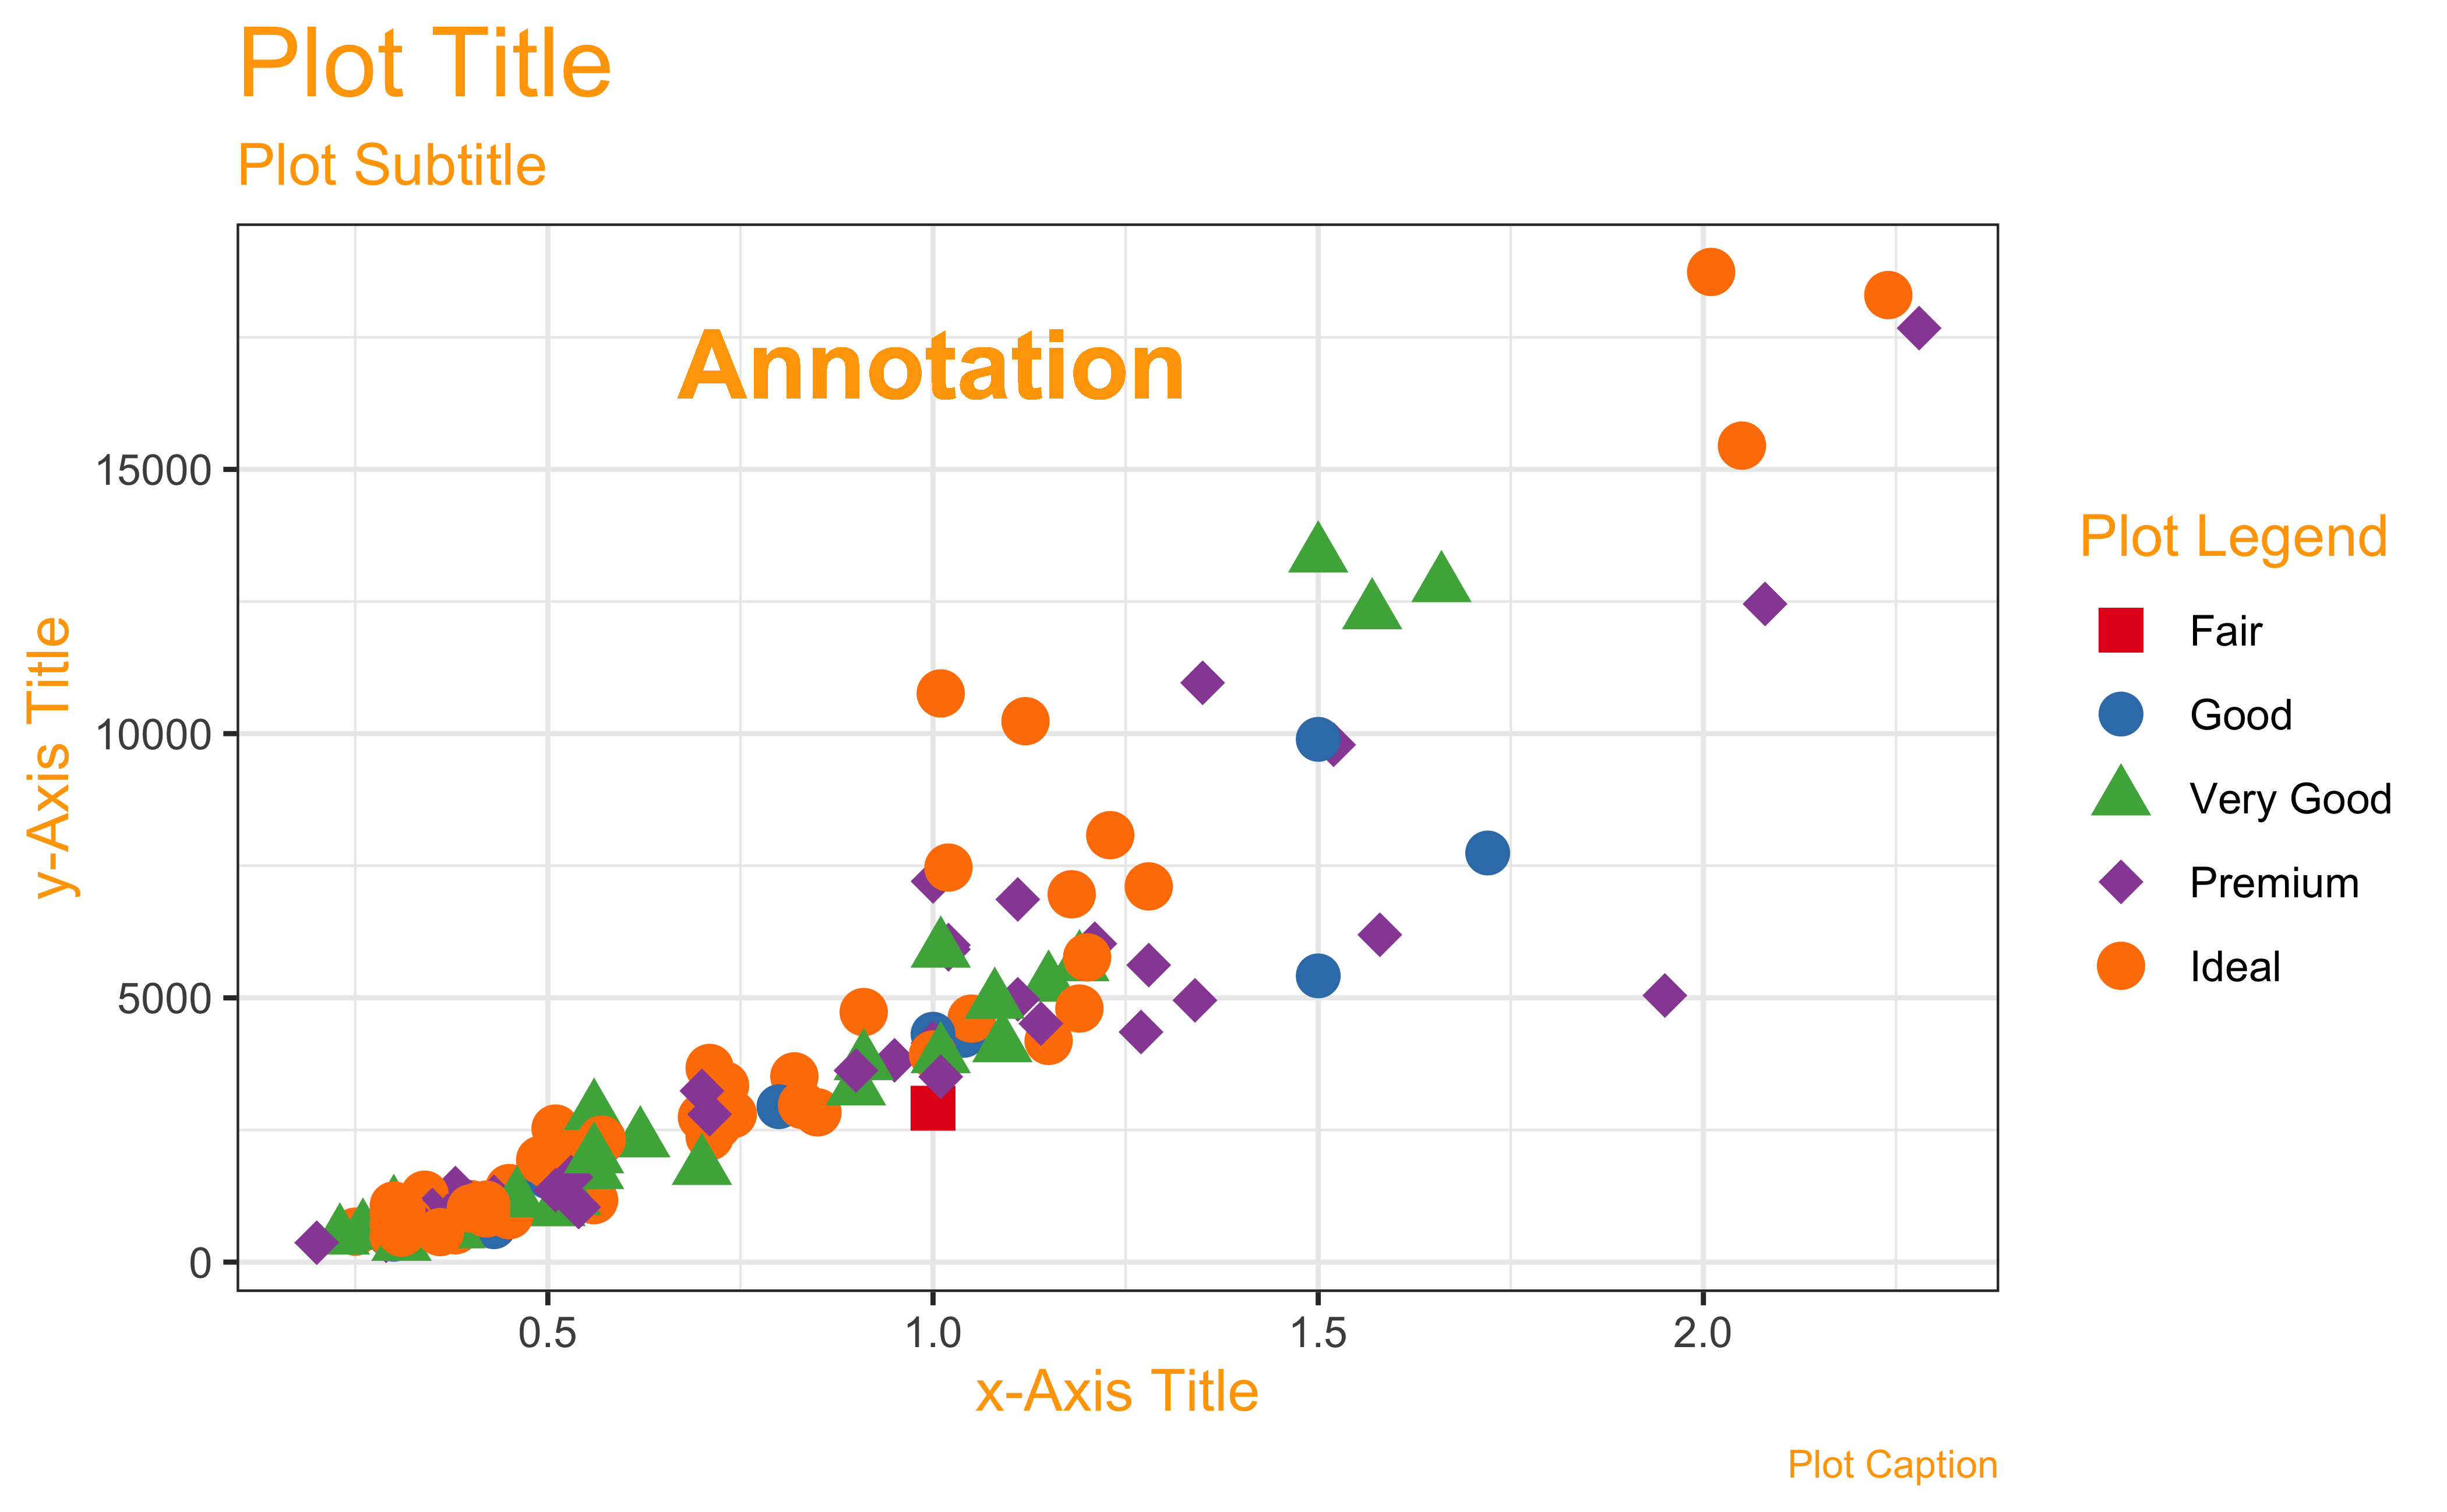 Plot Title
Plot Subtitle
Annotation
15000
10000
5000
0
y-Axis Title
0.5 1.0 1.5 2.0
x-Axis Title
Plot Legend
Fair
Good
Very Good
Premium
Ideal
Plot Caption